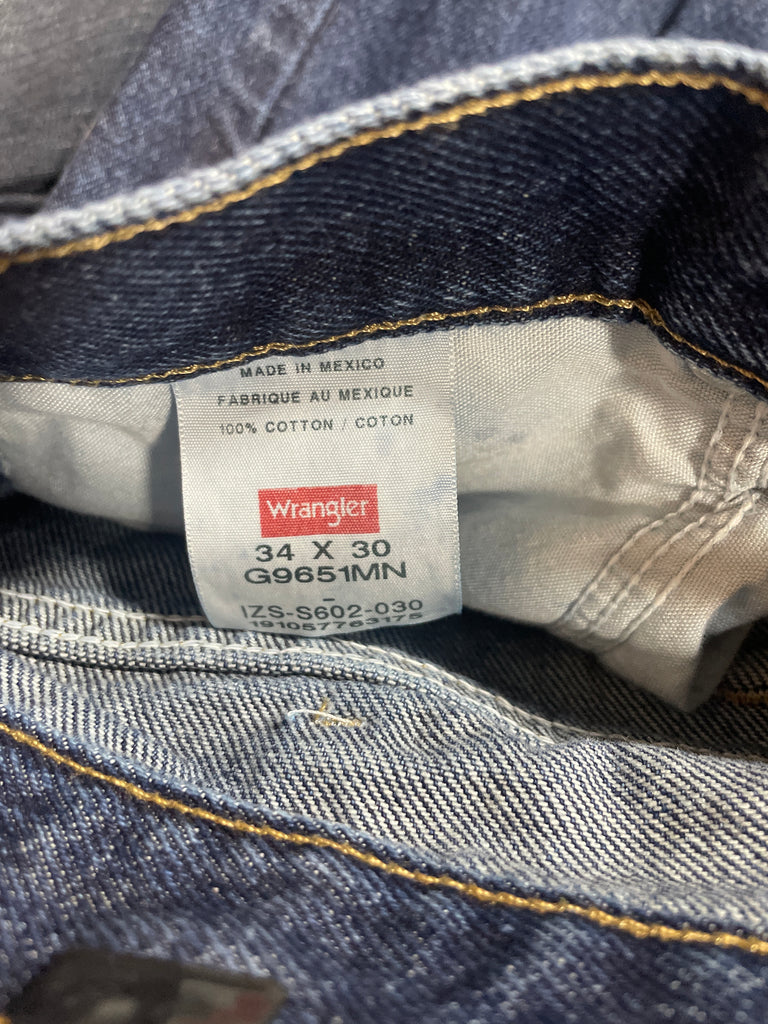 MADE IN MEXICO
FABRIQUE AU MEXIQUE
100% COTTON / COTON
Wrangler
34 X 30
G9651MN
-
IZS-S602-030
191057763175